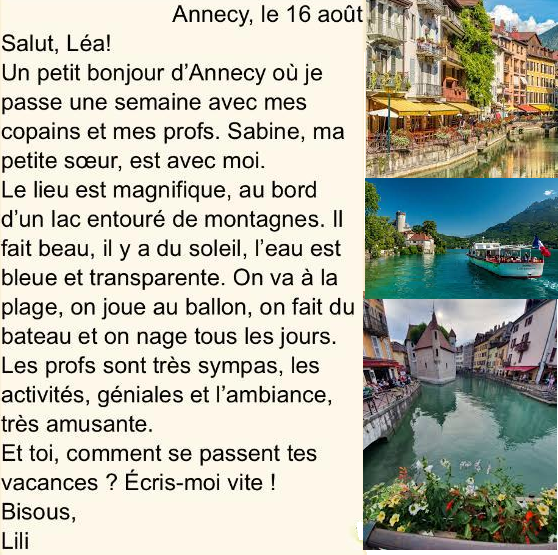 Annecy, le 16 août
Salut, Léa!
Un petit bonjour d’Annecy où je
passe une semaine avec mes
copains et mes profs. Sabine, ma
petite sœur, est avec moi.
Le lieu est magnifique, au bord
d’un lac entouré de montagnes. Il
fait beau, il y a du soleil, l’eau est
bleue et transparente. On va à la
plage, on joue au ballon, on fait du
bateau et on nage tous les jours.
Les profs sont très sympas, les
activités, géniales et l’ambiance,
très amusante.
Et toi, comment se passent tes
vacances ? Écris-moi vite !
Bisous,
Lili